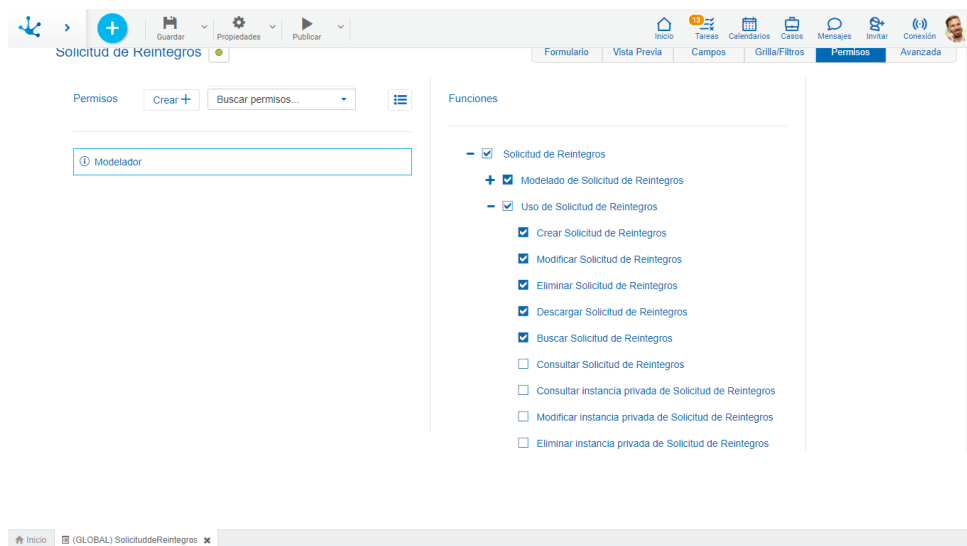 Guardar
Propiedades
Publicar
Inicio
13
Tareas
Calendarios
Casos
Mensajes
Invitar
Conexión
Solicitud de Reintegros
Formulario
Vista Previa
Campos
Grilla/Filtros
Permisos
Avanzada
Permisos
Crear
Buscar permisos...
Modelador
Funciones
Solicitud de Reintegros
Modelado de Solicitud de Reintegros
Uso de Solicitud de Reintegros
Crear Solicitud de Reintegros
Modificar Solicitud de Reintegros
Eliminar Solicitud de Reintegros
Descargar Solicitud de Reintegros
Buscar Solicitud de Reintegros
Consultar Solicitud de Reintegros
Consultar instancia privada de Solicitud de Reintegros
Modificar instancia privada de Solicitud de Reintegros
Eliminar instancia privada de Solicitud de Reintegros
Inicio
(GLOBAL) SolicituddeReintegros